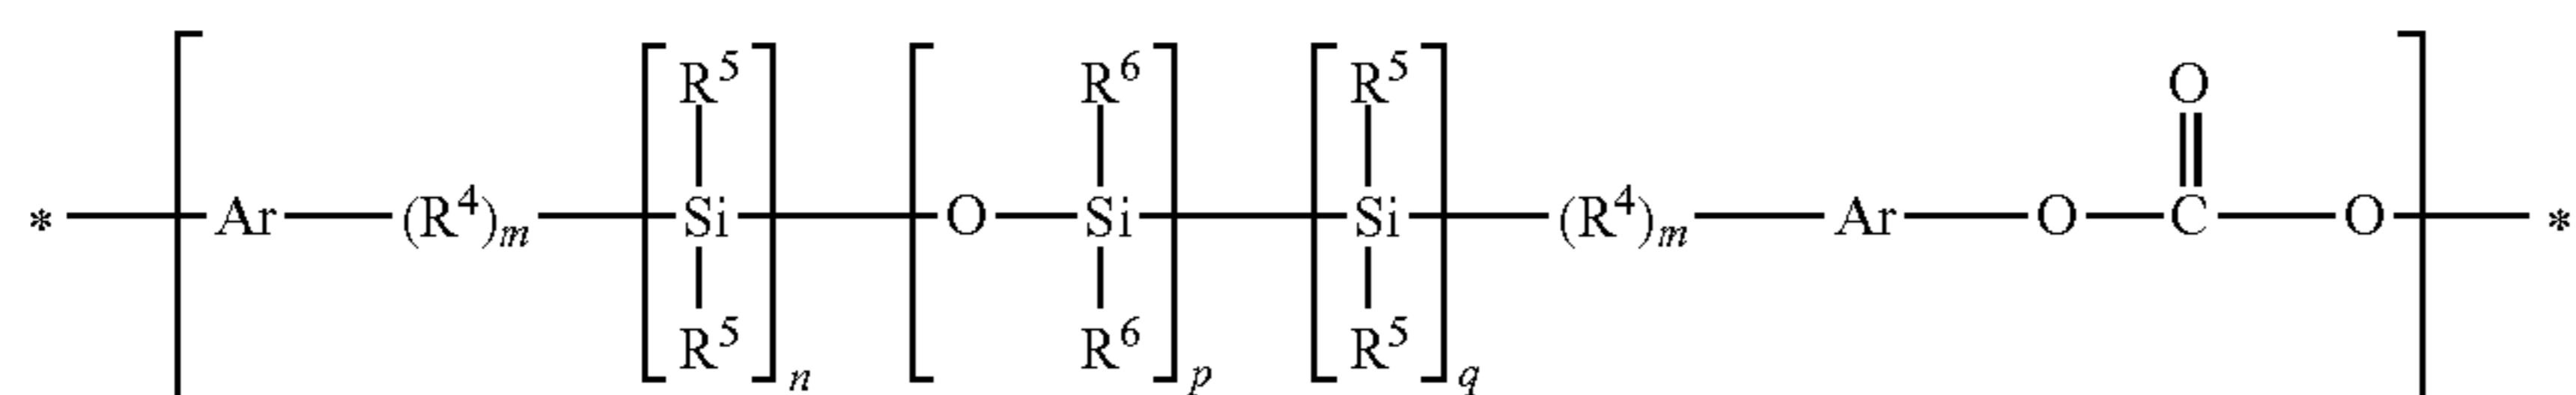 R⁵ R⁶ R⁵ O
* Ar (R⁴)m Si O Si Si (R⁴)m Ar O C O *
R⁵ R⁶ R⁵
n p q